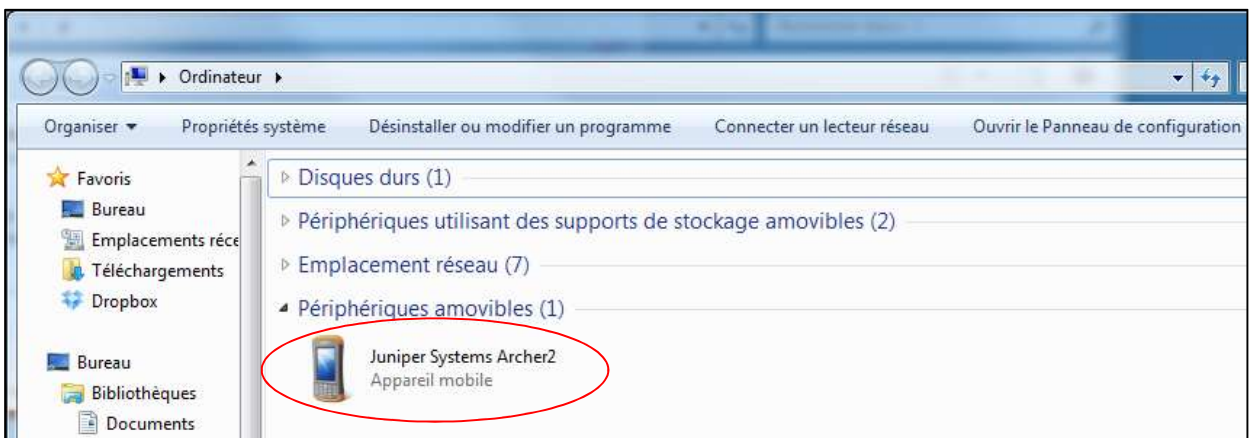 Ordinateur
Organiser Propriétés système Désinstaller ou modifier un programme Connecter un lecteur réseau Ouvrir le Panneau de configuration
Favoris
Bureau
Emplacements réce
Téléchargements
Dropbox
Bureau
Bibliothèques
Documents
Disques durs (1)
Périphériques utilisant des supports de stockage amovibles (2)
Emplacement réseau (7)
Périphériques amovibles (1)
Juniper Systems Archer2
Appareil mobile